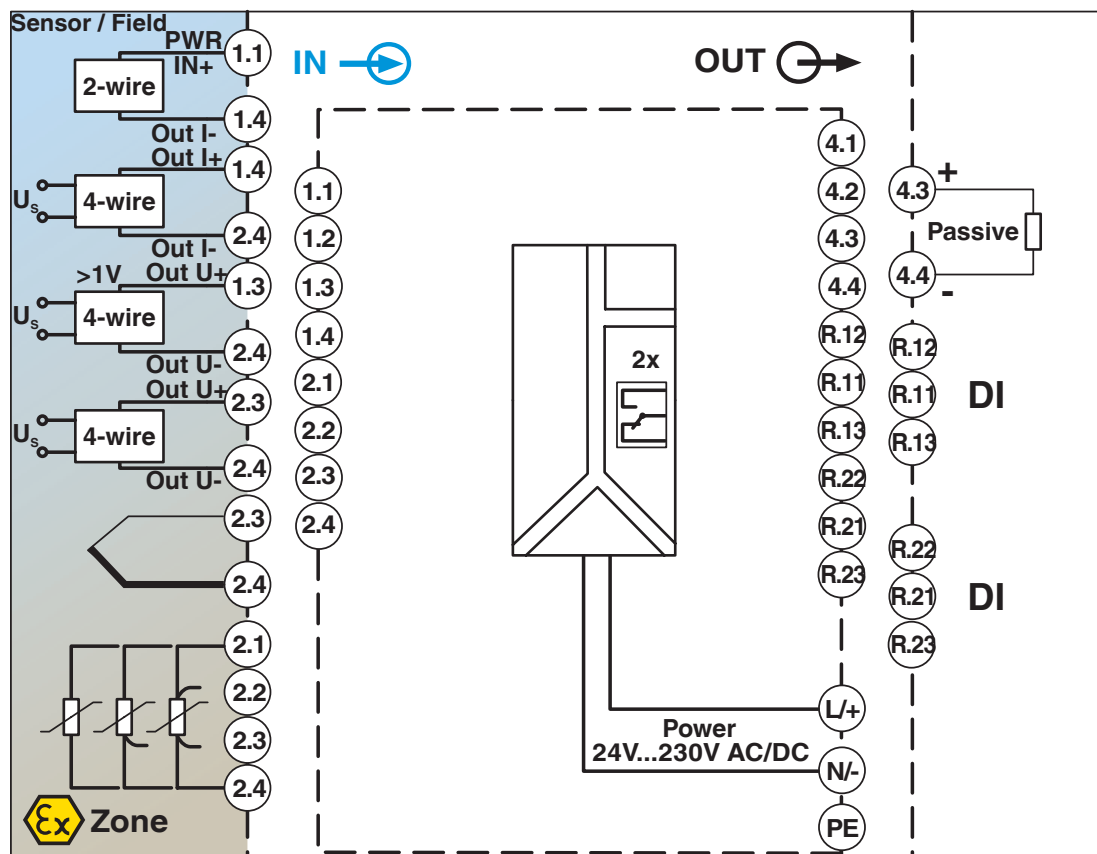 Sensor / Field
PWR
IN+
1.1
2-wire
1.4
Out I-
Out I+
1.4
Us
4-wire
2.4
Out I-
>1V
Out U+
1.3
Us
4-wire
2.4
Out U-
Out U+
2.3
Us
4-wire
2.4
Out U-
2.3
2.4
2.1
2.2
2.3
2.4
Ex Zone
IN
OUT
1.1
1.2
1.3
1.4
2.1
2.2
2.3
2.4
2x
Power
24V...230V AC/DC
4.1
4.2
4.3
4.4
R.12
R.11
R.13
R.22
R.21
R.23
L/+
N/-
PE
4.3
+
Passive
4.4
-
R.12
R.11
R.13
DI
R.22
R.21
R.23
DI